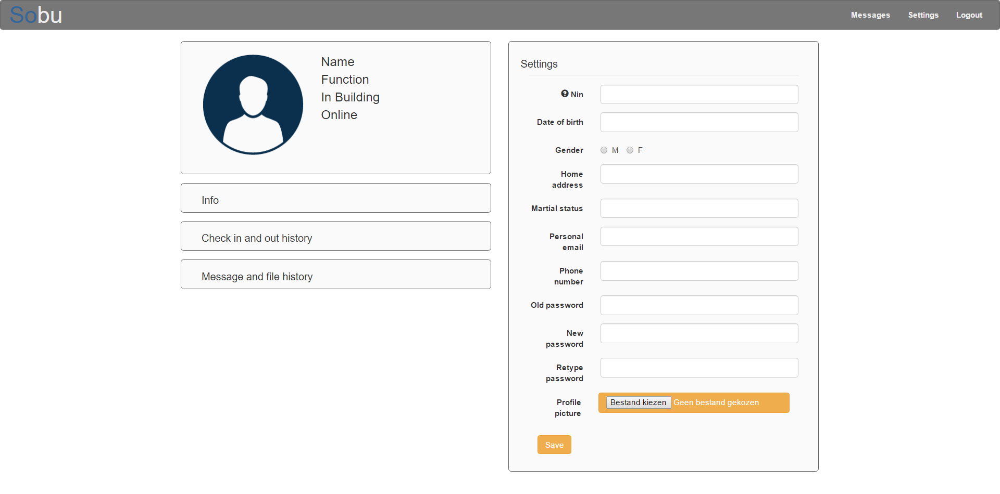 Sobu
Messages Settings Logout
Name
Function
In Building
Online
Info
Check in and out history
Message and file history
Settings
? Nin
Date of birth
Gender M F
Home
address
Martial status
Personal
email
Phone
number
Old password
New
password
Retype
password
Profile
picture
Bestand kiezen Geen bestand gekozen
Save